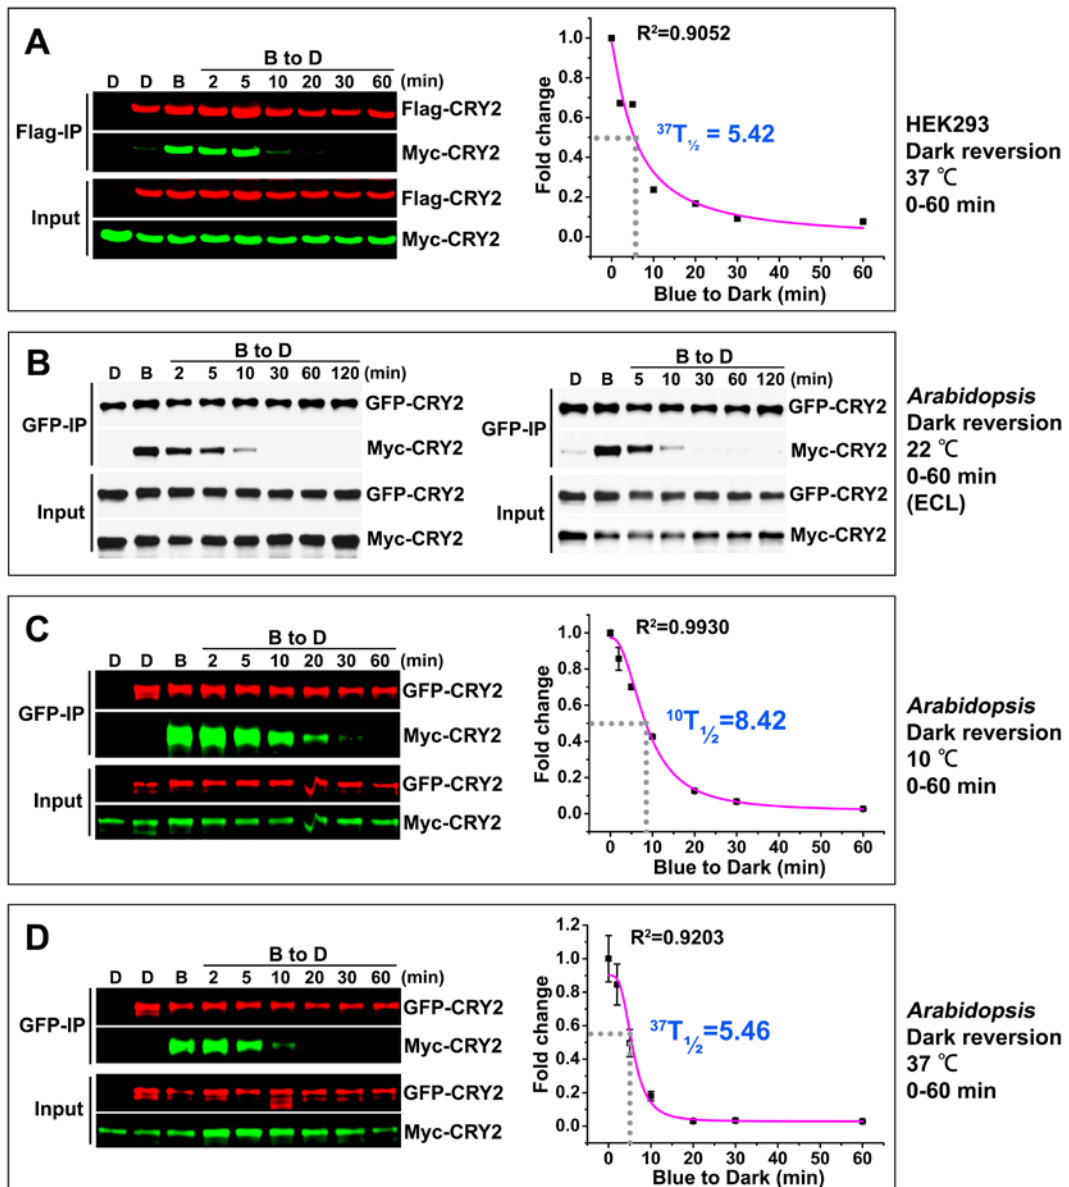 A
B to D
D D B 2 5 10 20 30 60 (min)
Flag-IP
Flag-CRY2
Myc-CRY2
Input
Flag-CRY2
Myc-CRY2
R²=0.9052
³⁷T½ = 5.42
Fold change
1.0
0.8
0.6
0.4
0.2
0.0
0 10 20 30 40 50 60
Blue to Dark (min)
HEK293
Dark reversion
37 ℃
0-60 min
B
B to D
D B 2 5 10 30 60 120 (min)
GFP-IP
GFP-CRY2
Myc-CRY2
Input
GFP-CRY2
Myc-CRY2
B to D
D B 5 10 30 60 120 (min)
GFP-IP
GFP-CRY2
Myc-CRY2
Input
GFP-CRY2
Myc-CRY2
Arabidopsis
Dark reversion
22 ℃
0-60 min
(ECL)
C
B to D
D D B 2 5 10 20 30 60 (min)
GFP-IP
GFP-CRY2
Myc-CRY2
Input
GFP-CRY2
Myc-CRY2
R²=0.9930
¹⁰T½=8.42
Fold change
1.0
0.8
0.6
0.4
0.2
0.0
0 10 20 30 40 50 60
Blue to Dark (min)
Arabidopsis
Dark reversion
10 ℃
0-60 min
D
B to D
D D B 2 5 10 20 30 60 (min)
GFP-IP
GFP-CRY2
Myc-CRY2
Input
GFP-CRY2
Myc-CRY2
R²=0.9203
³⁷T½=5.46
Fold change
1.2
1.0
0.8
0.6
0.4
0.2
0.0
0 10 20 30 40 50 60
Blue to Dark (min)
Arabidopsis
Dark reversion
37 ℃
0-60 min